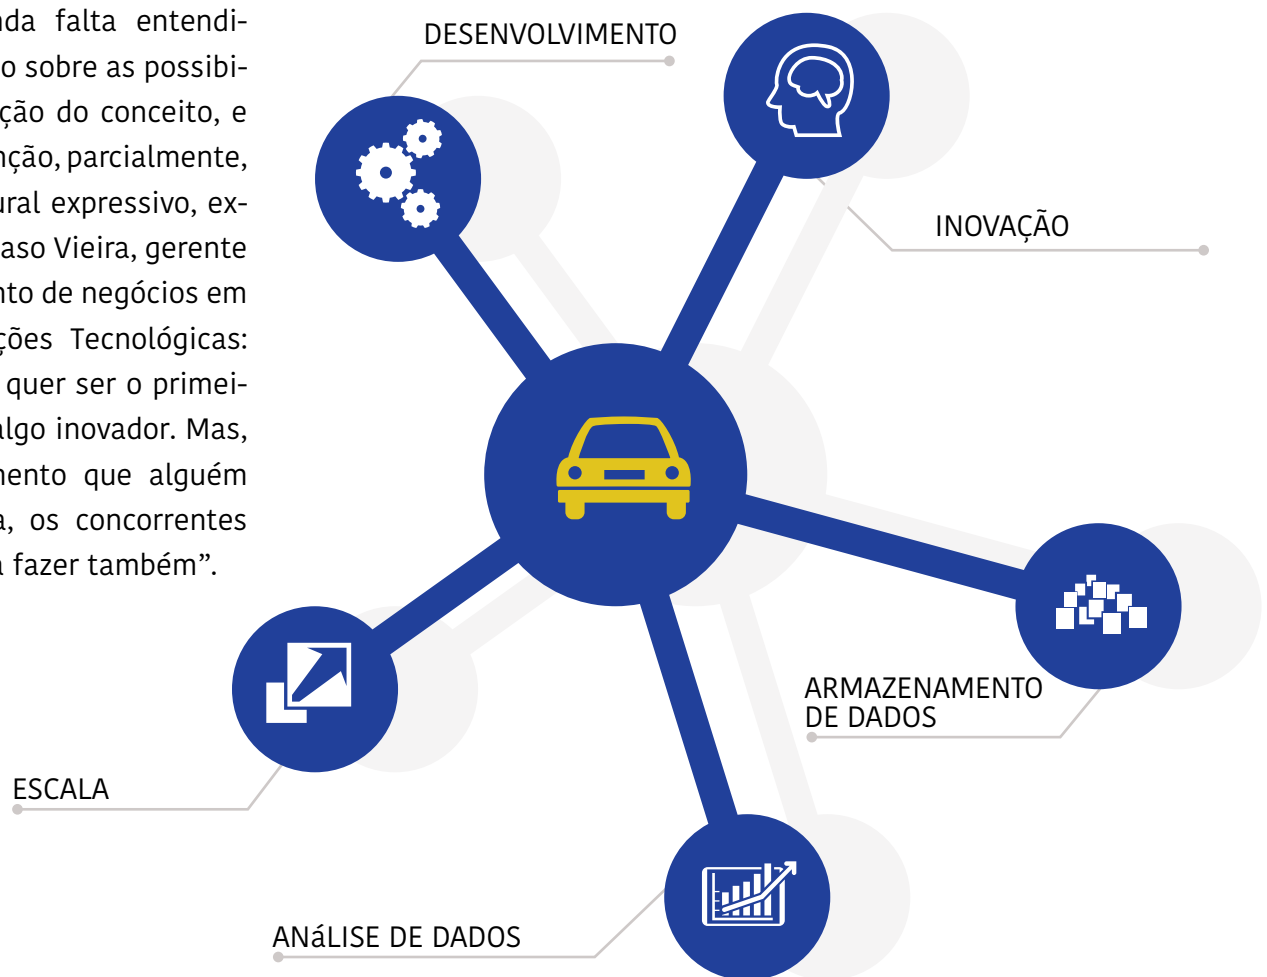 nda falta entendi-
o sobre as possibi-
ção do conceito, e
nção, parcialmente,
ural expressivo, ex-
aso Vieira, gerente
nto de negócios em
ções Tecnológicas:
quer ser o primei-
algo inovador. Mas,
mento que alguém
a, os concorrentes
a fazer também”.
DESENVOLVIMENTO
INOVAÇÃO
ARMAZENAMENTO
DE DADOS
ESCALA
ANáLISE DE DADOS